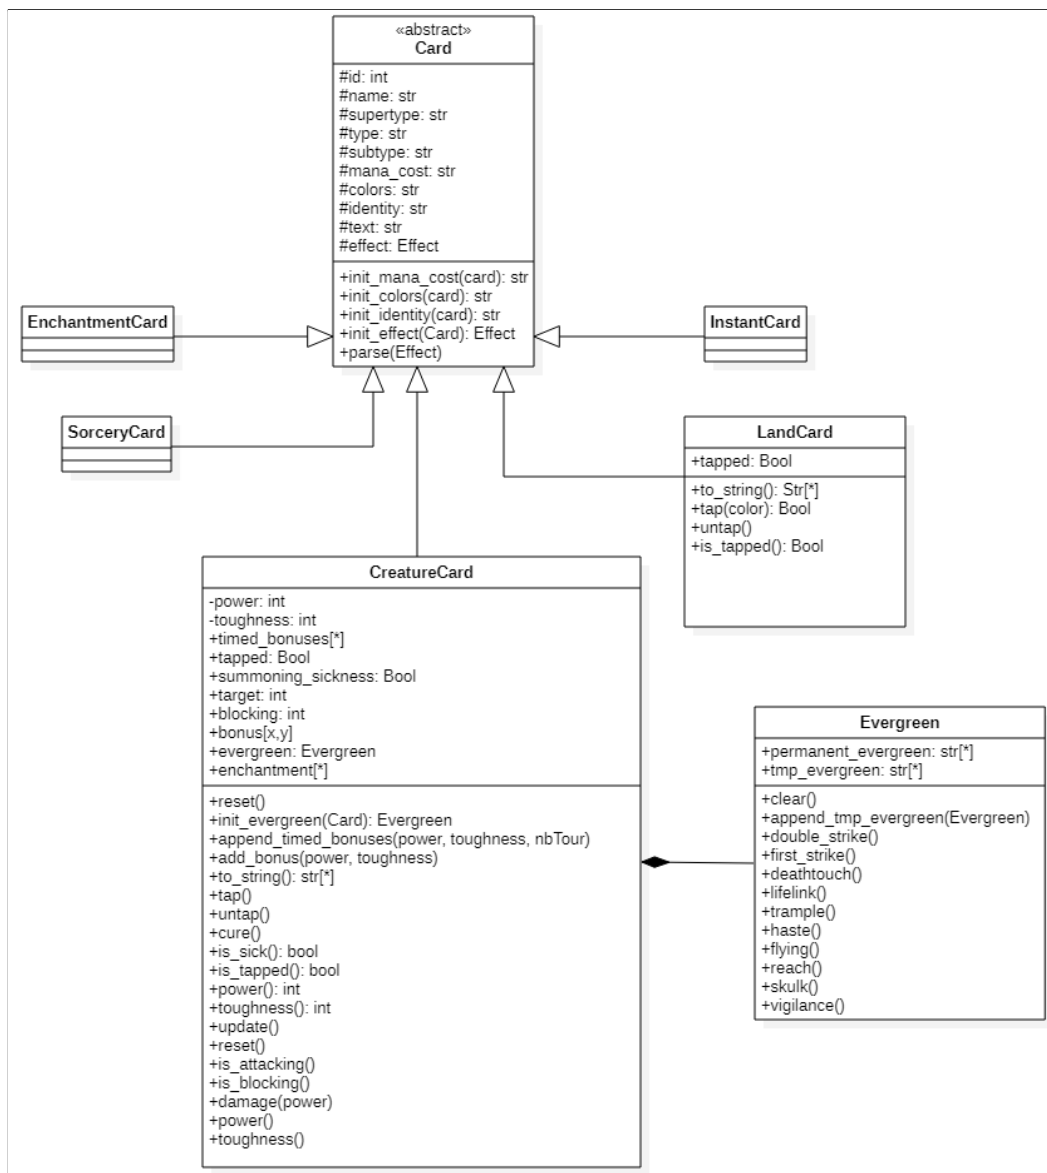 «abstract»
Card
#id: int
#name: str
#supertype: str
#type: str
#subtype: str
#mana_cost: str
#colors: str
#identity: str
#text: str
#effect: Effect
+init_mana_cost(card): str
+init_colors(card): str
+init_identity(card): str
+init_effect(Card): Effect
+parse(Effect)
EnchantmentCard
InstantCard
SorceryCard
LandCard
+tapped: Bool
+to_string(): Str[*]
+tap(color): Bool
+untap()
+is_tapped(): Bool
CreatureCard
-power: int
-toughness: int
+timed_bonuses[*]
+tapped: Bool
+summoning_sickness: Bool
+target: int
+blocking: int
+bonus[x,y]
+evergreen: Evergreen
+enchantment[*]
+reset()
+init_evergreen(Card): Evergreen
+append_timed_bonuses(power, toughness, nbTour)
+add_bonus(power, toughness)
+to_string(): str[*]
+tap()
+untap()
+cure()
+is_sick(): bool
+is_tapped(): bool
+power(): int
+toughness(): int
+update()
+reset()
+is_attacking()
+is_blocking()
+damage(power)
+power()
+toughness()
Evergreen
+permanent_evergreen: str[*]
+tmp_evergreen: str[*]
+clear()
+append_tmp_evergreen(Evergreen)
+double_strike()
+first_strike()
+deathtouch()
+lifelink()
+trample()
+haste()
+flying()
+reach()
+skulk()
+vigilance()